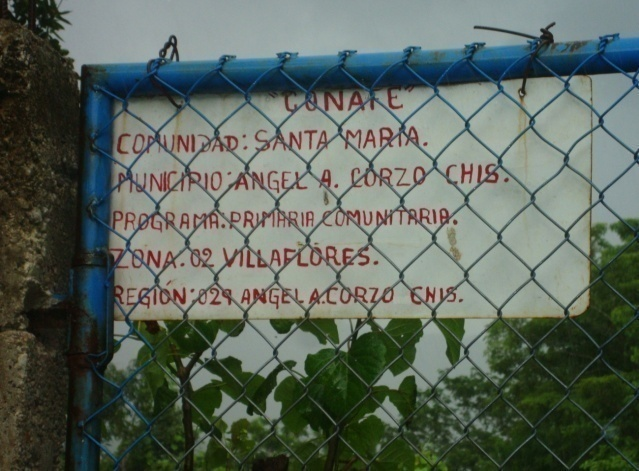 "CONAFE"
COMUNIDAD: SANTA MARIA.
MUNICIPIO: ANGEL A. CORZO CHIS.
PROGRAMA. PRIMARIA COMUNITARIA.
ZONA. 02 VILLAFLORES.
REGION: 029 ANGEL A. CORZO CHIS.